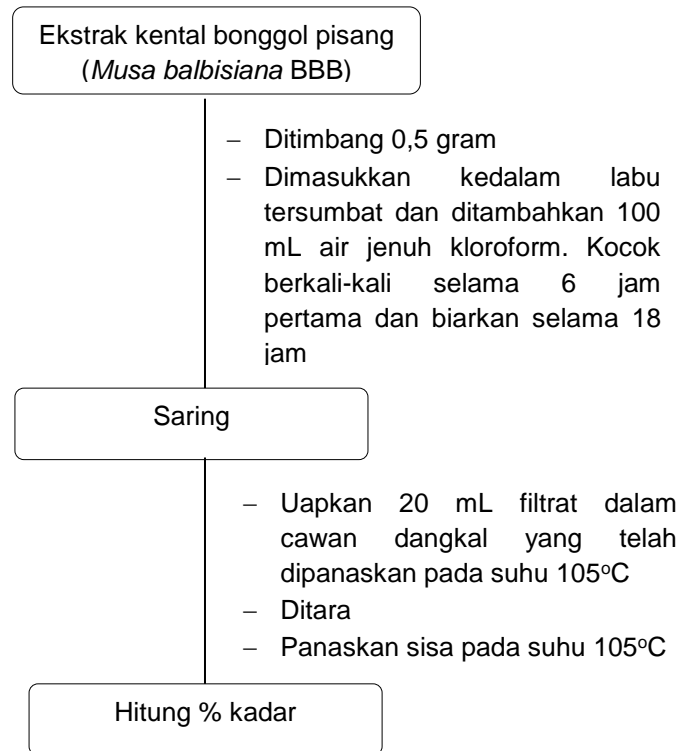 Ekstrak kental bonggol pisang
(Musa balbisiana BBB)
– Ditimbang 0,5 gram
– Dimasukkan kedalam labu
tersumbat dan ditambahkan 100
mL air jenuh kloroform. Kocok
berkali-kali selama 6 jam
pertama dan biarkan selama 18
jam
Saring
– Uapkan 20 mL filtrat dalam
cawan dangkal yang telah
dipanaskan pada suhu 105oC
– Ditara
– Panaskan sisa pada suhu 105oC
Hitung % kadar